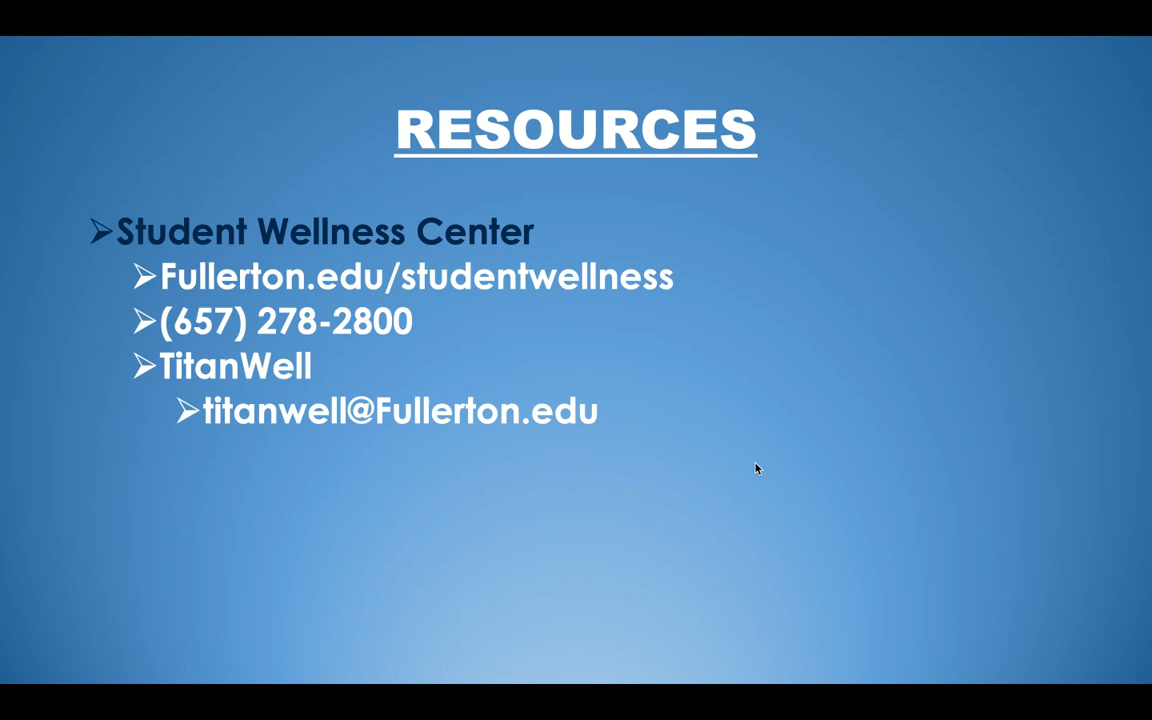 RESOURCES
Student Wellness Center
Fullerton.edu/studentwellness
(657) 278-2800
TitanWell
titanwell@Fullerton.edu